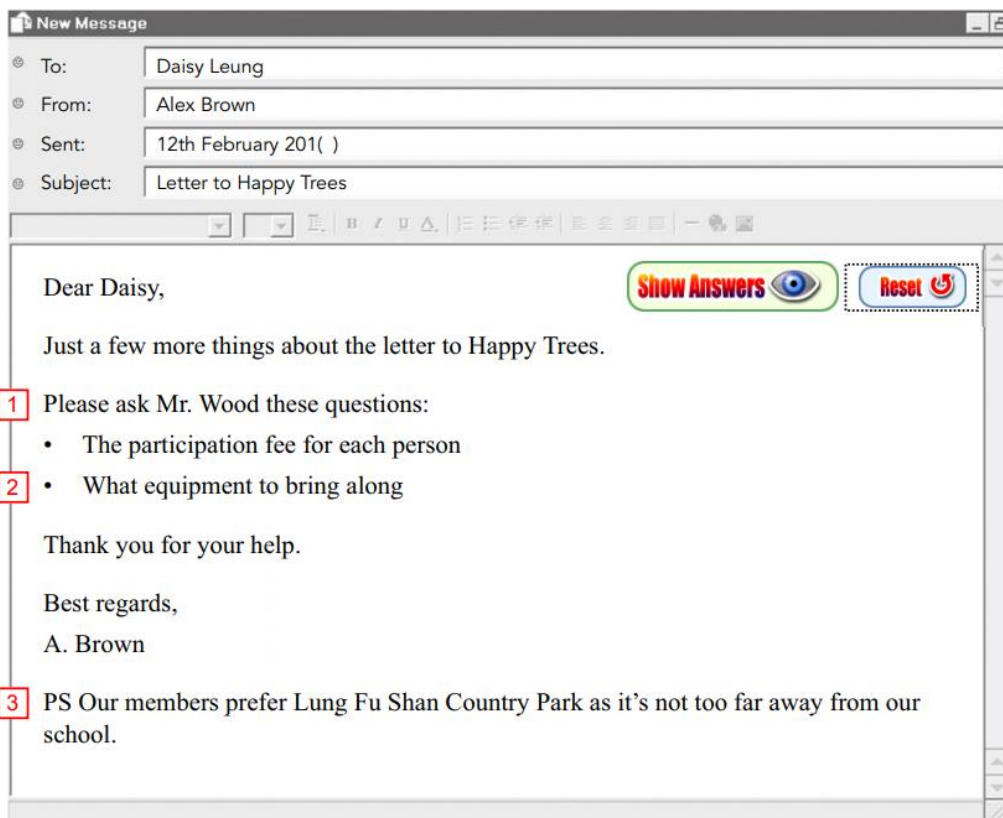 New Message
To: Daisy Leung
From: Alex Brown
Sent: 12th February 201( )
Subject: Letter to Happy Trees
B I U A
Dear Daisy,
Show Answers Reset
Just a few more things about the letter to Happy Trees.
1 Please ask Mr. Wood these questions:
• The participation fee for each person
2 • What equipment to bring along
Thank you for your help.
Best regards,
A. Brown
3 PS Our members prefer Lung Fu Shan Country Park as it’s not too far away from our
school.